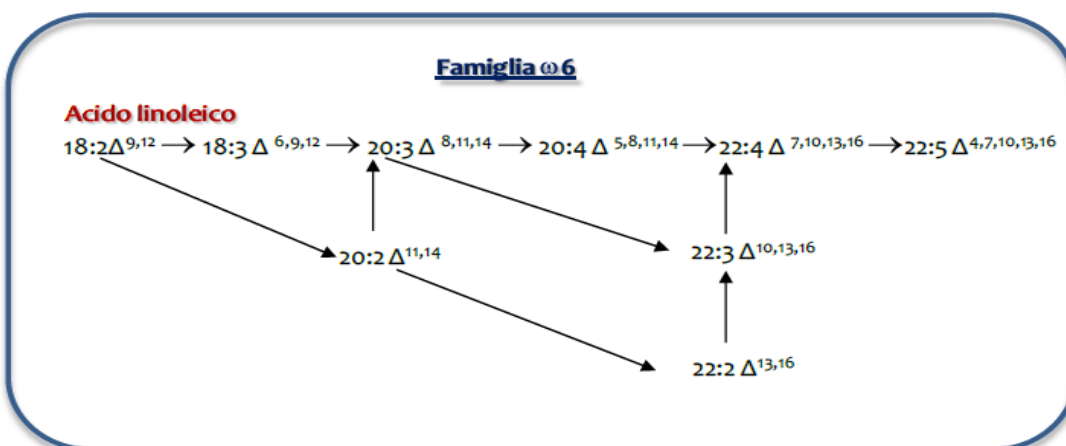 Famiglia ω6
Acido linoleico
18:2Δ9,12 → 18:3 Δ 6,9,12 → 20:3 Δ 8,11,14 → 20:4 Δ 5,8,11,14 → 22:4 Δ 7,10,13,16 → 22:5 Δ4,7,10,13,16
20:2 Δ11,14 22:3 Δ10,13,16
22:2 Δ13,16